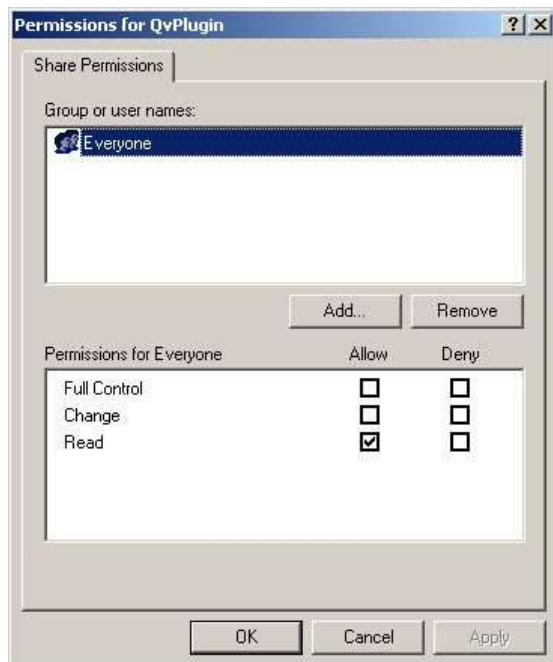 Permissions for QvPlugin
Share Permissions
Group or user names:
Everyone
Add...
Remove
Permissions for Everyone Allow Deny
Full Control
Change
Read
OK
Cancel
Apply